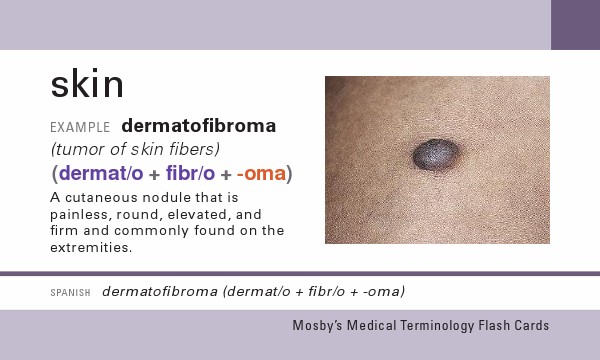 skin
EXAMPLE dermatofibroma
(tumor of skin fibers)
(dermat/o + fibr/o + -oma)
A cutaneous nodule that is
painless, round, elevated, and
firm and commonly found on the
extremities.
SPANISH dermatofibroma (dermat/o + fibr/o + -oma)
Mosby's Medical Terminology Flash Cards